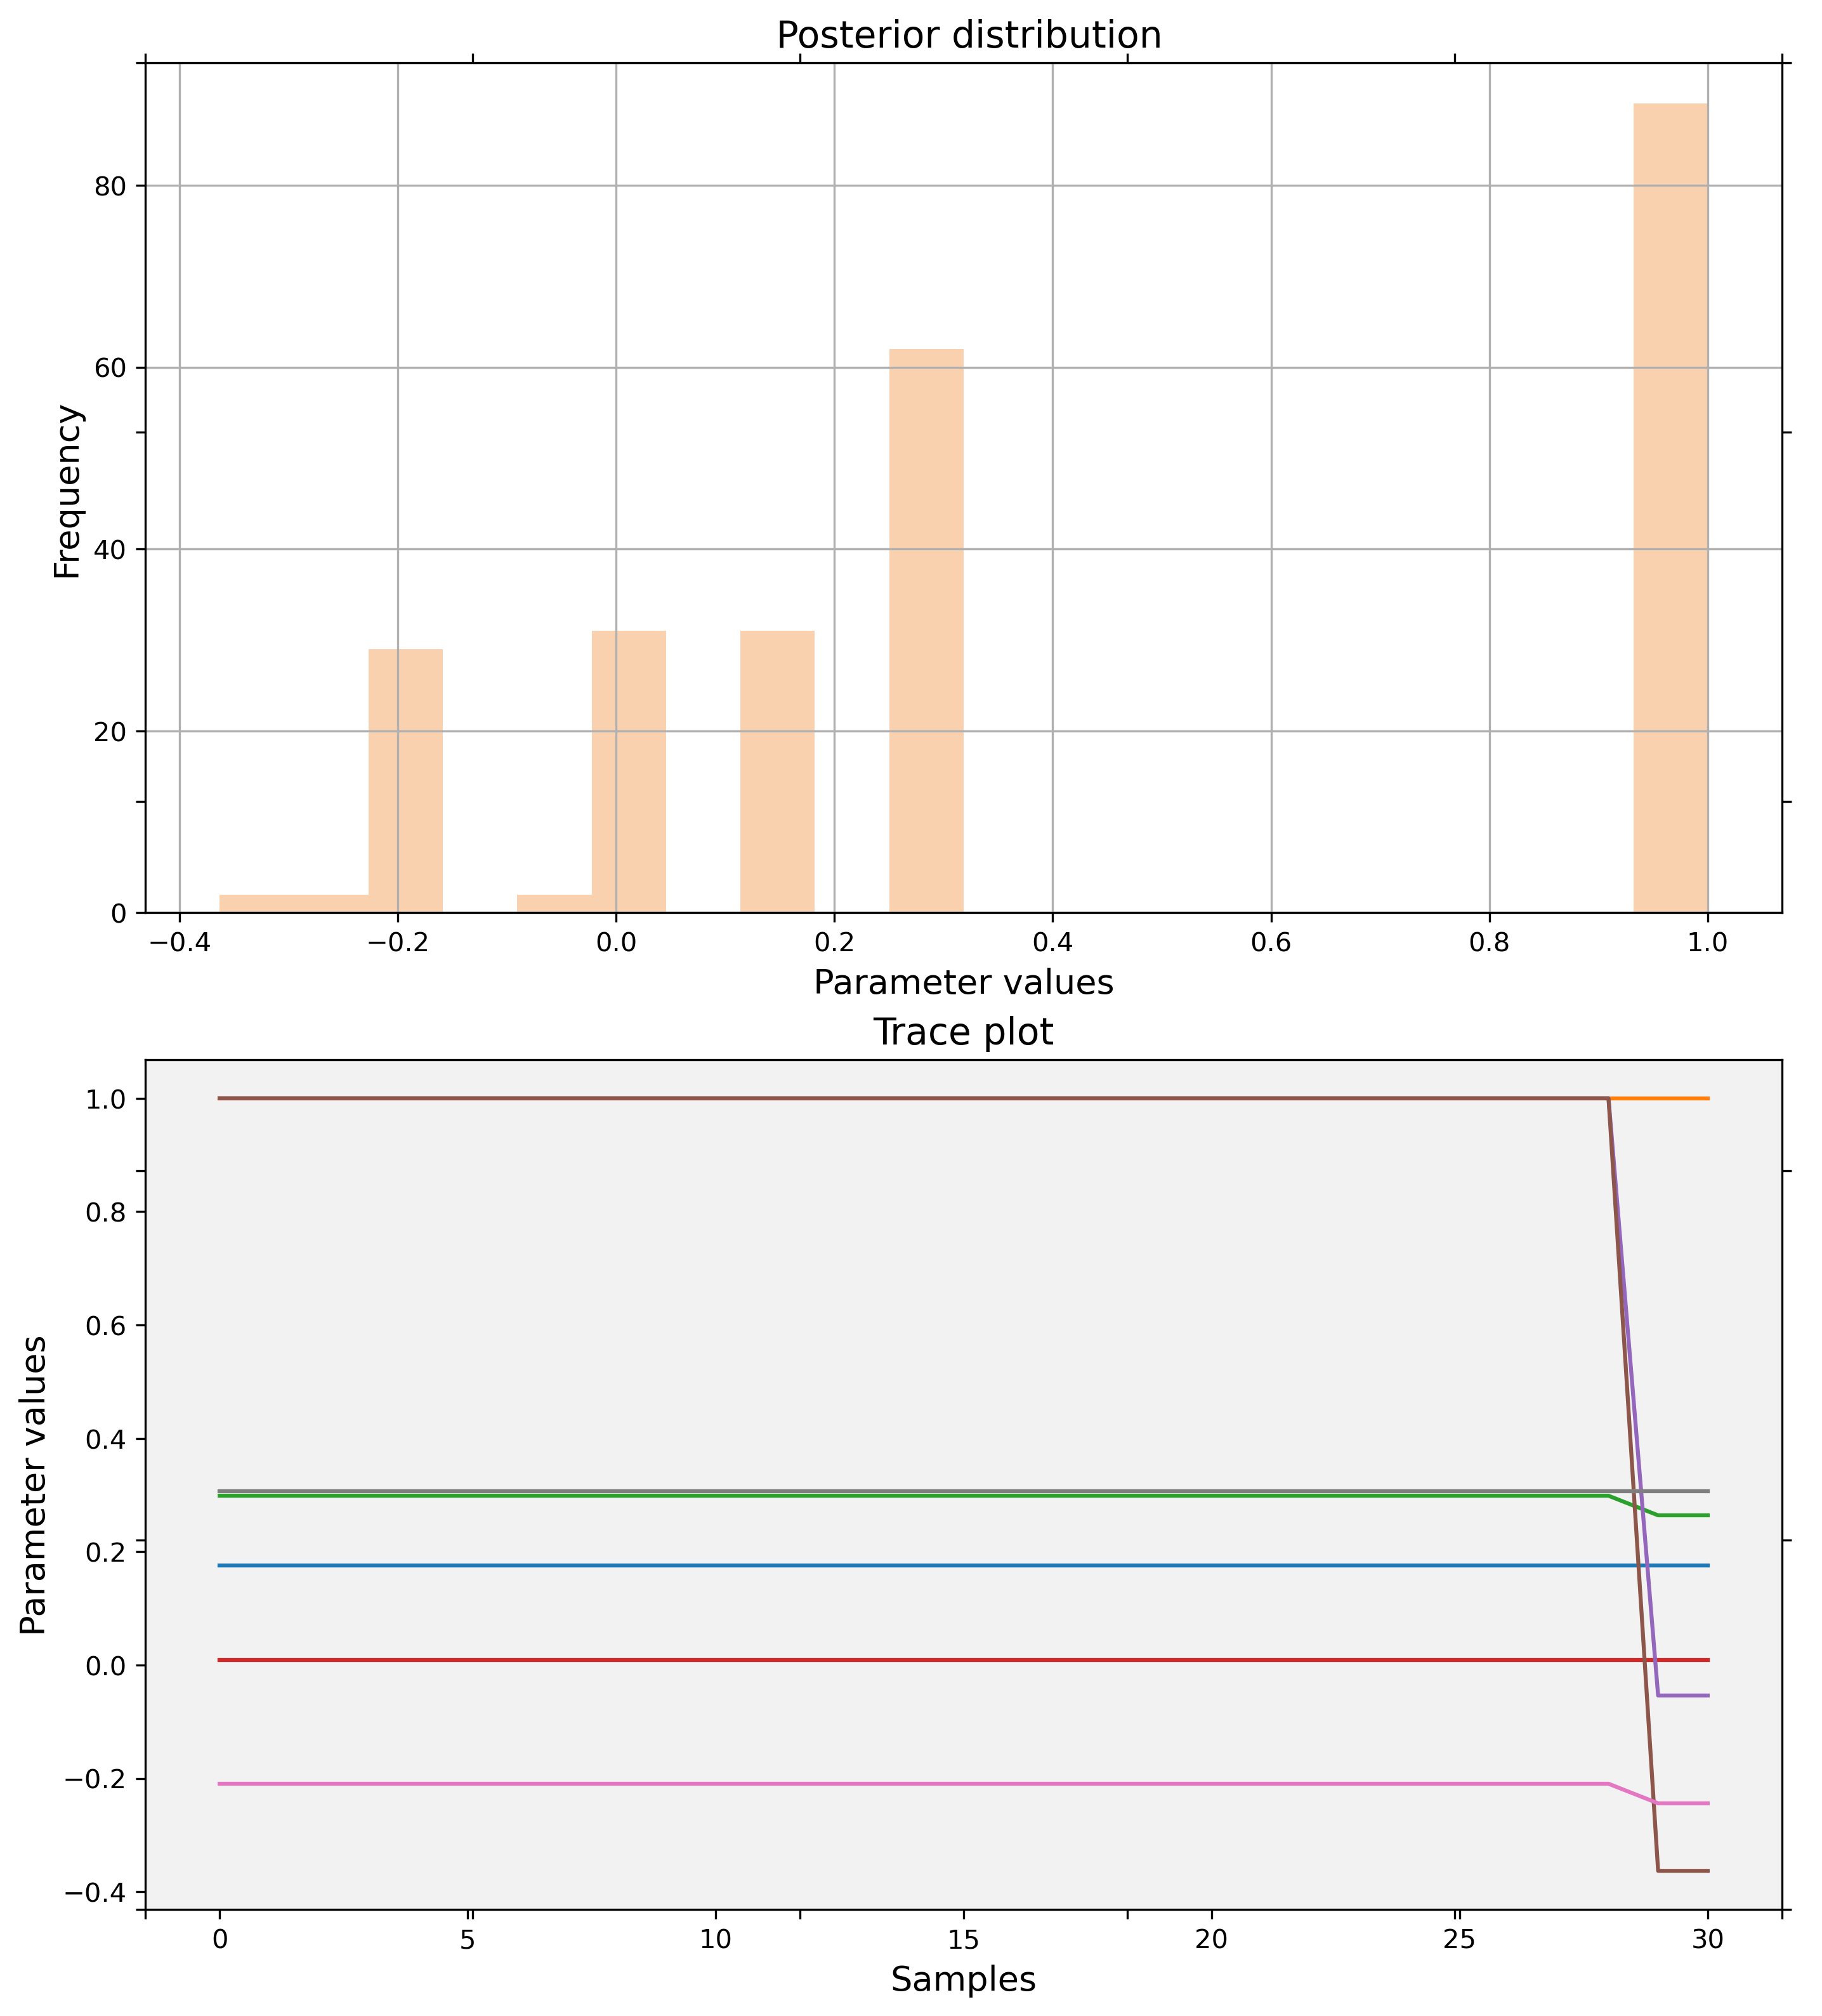 Posterior distribution
80
60
40
20
0
Frequency
−0.4 −0.2 0.0 0.2 0.4 0.6 0.8 1.0
Parameter values
Trace plot
1.0
0.8
0.6
0.4
0.2
0.0
−0.2
−0.4
Parameter values
0 5 10 15 20 25 30
Samples